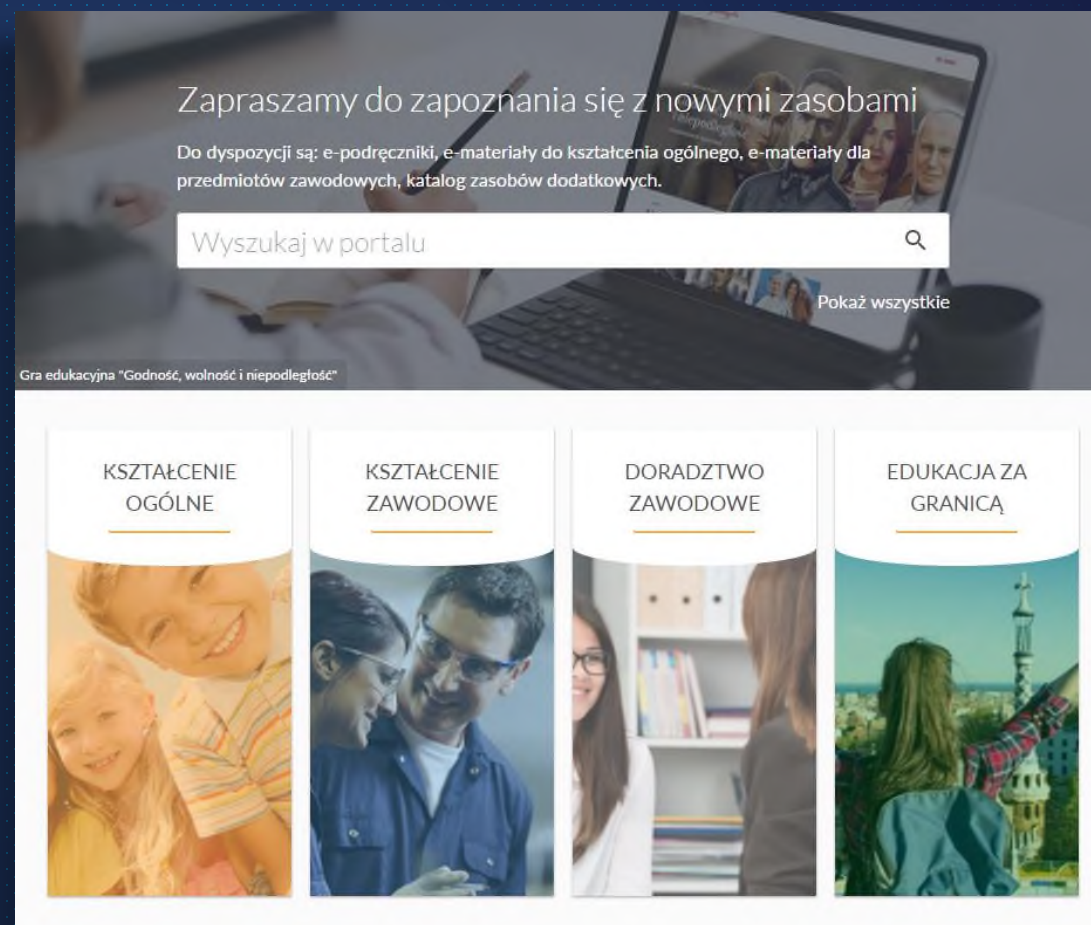 Zapraszamy do zapoznania się z nowymi zasobami
Do dyspozycji są: e-podręczniki, e-materiały do kształcenia ogólnego, e-materiały dla
przedmiotów zawodowych, katalog zasobów dodatkowych.
Wyszukaj w portalu
Pokaż wszystkie
Gra edukacyjna "Godność, wolność i niepodległość"
KSZTAŁCENIE
OGÓLNE
KSZTAŁCENIE
ZAWODOWE
DORADZTWO
ZAWODOWE
EDUKACJA ZA
GRANICĄ